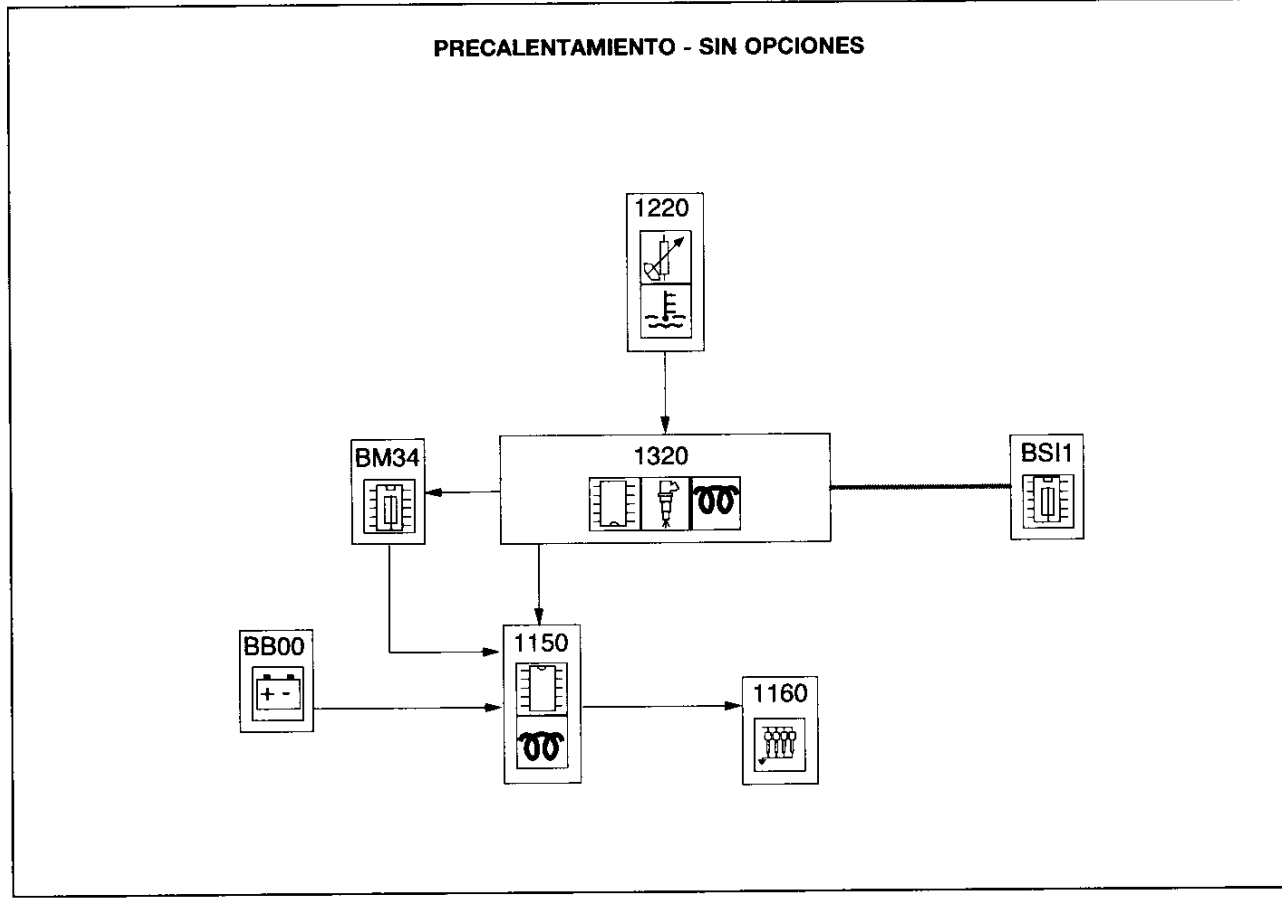 PRECALENTAMIENTO - SIN OPCIONES
1220
BM34
1320
BSI1
BB00
+ -
1150
1160